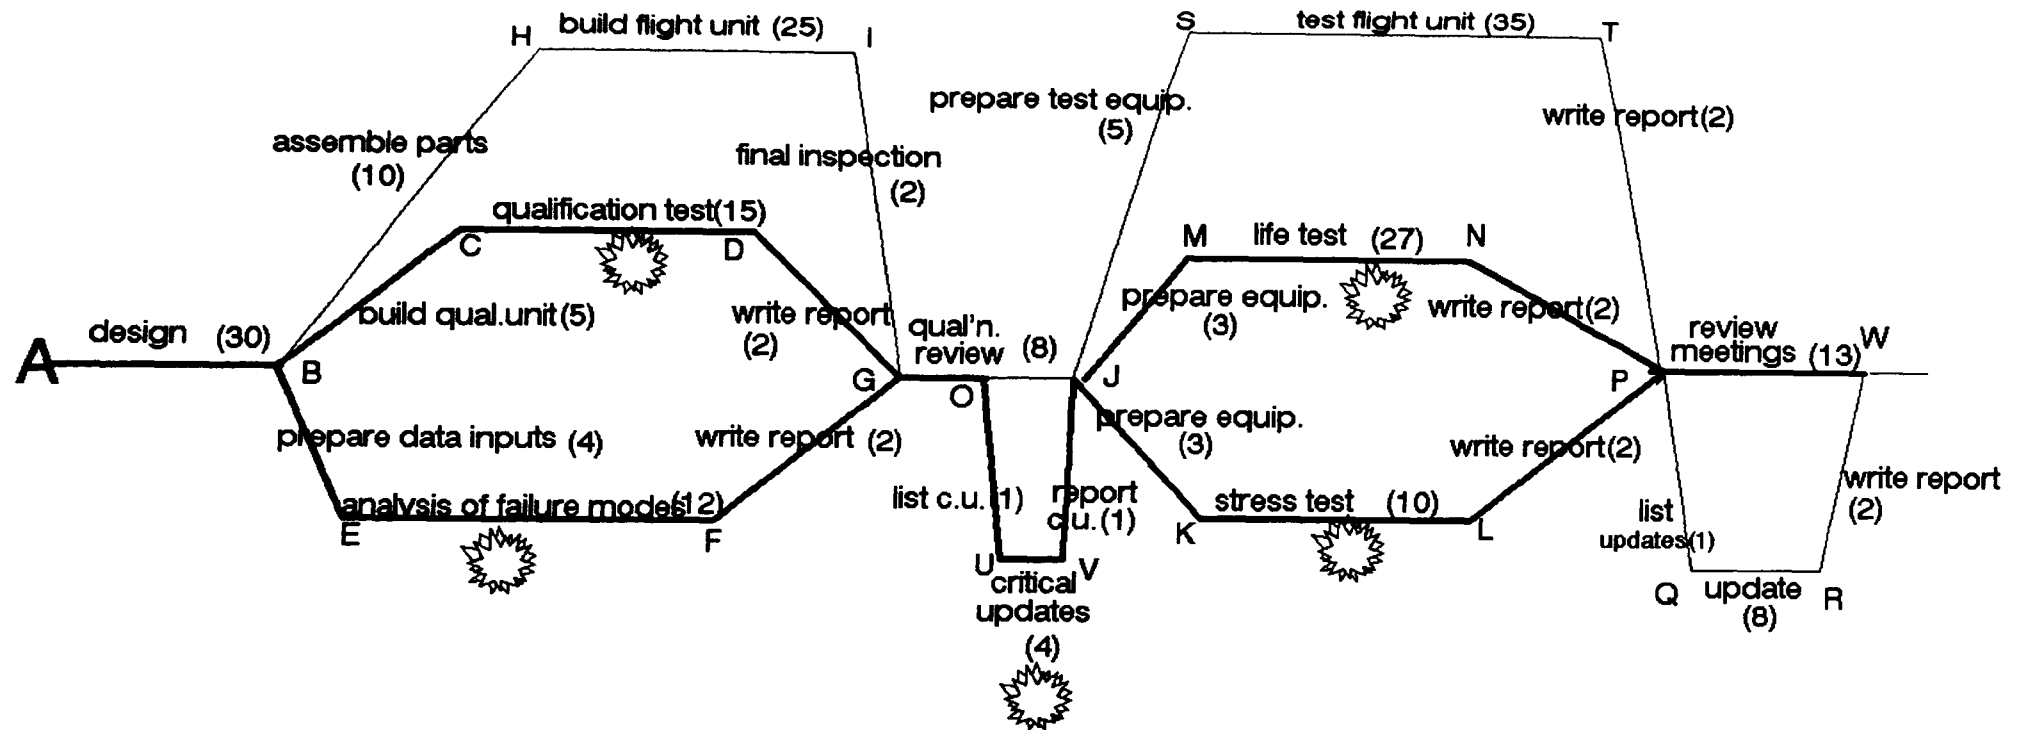 H build flight unit (25) I
S test flight unit (35) T
prepare test equip.
(5)
write report(2)
assemble parts
(10)
final inspection
(2)
qualification test(15)
C D
M life test (27) N
build qual.unit(5)
write report
(2)
prepare equip.
(3)
write report(2)
A design (30) B
G
qual'n.
review (8)
O
J
P
review
meetings (13)
W
prepare data inputs (4)
write report (2)
prepare equip.
(3)
write report(2)
analysis of failure modes(12)
E F
list c.u.(1)
report
c.u.(1)
stress test (10)
K L
list
updates(1)
write report
(2)
U V
critical
updates
(4)
Q update R
(8)